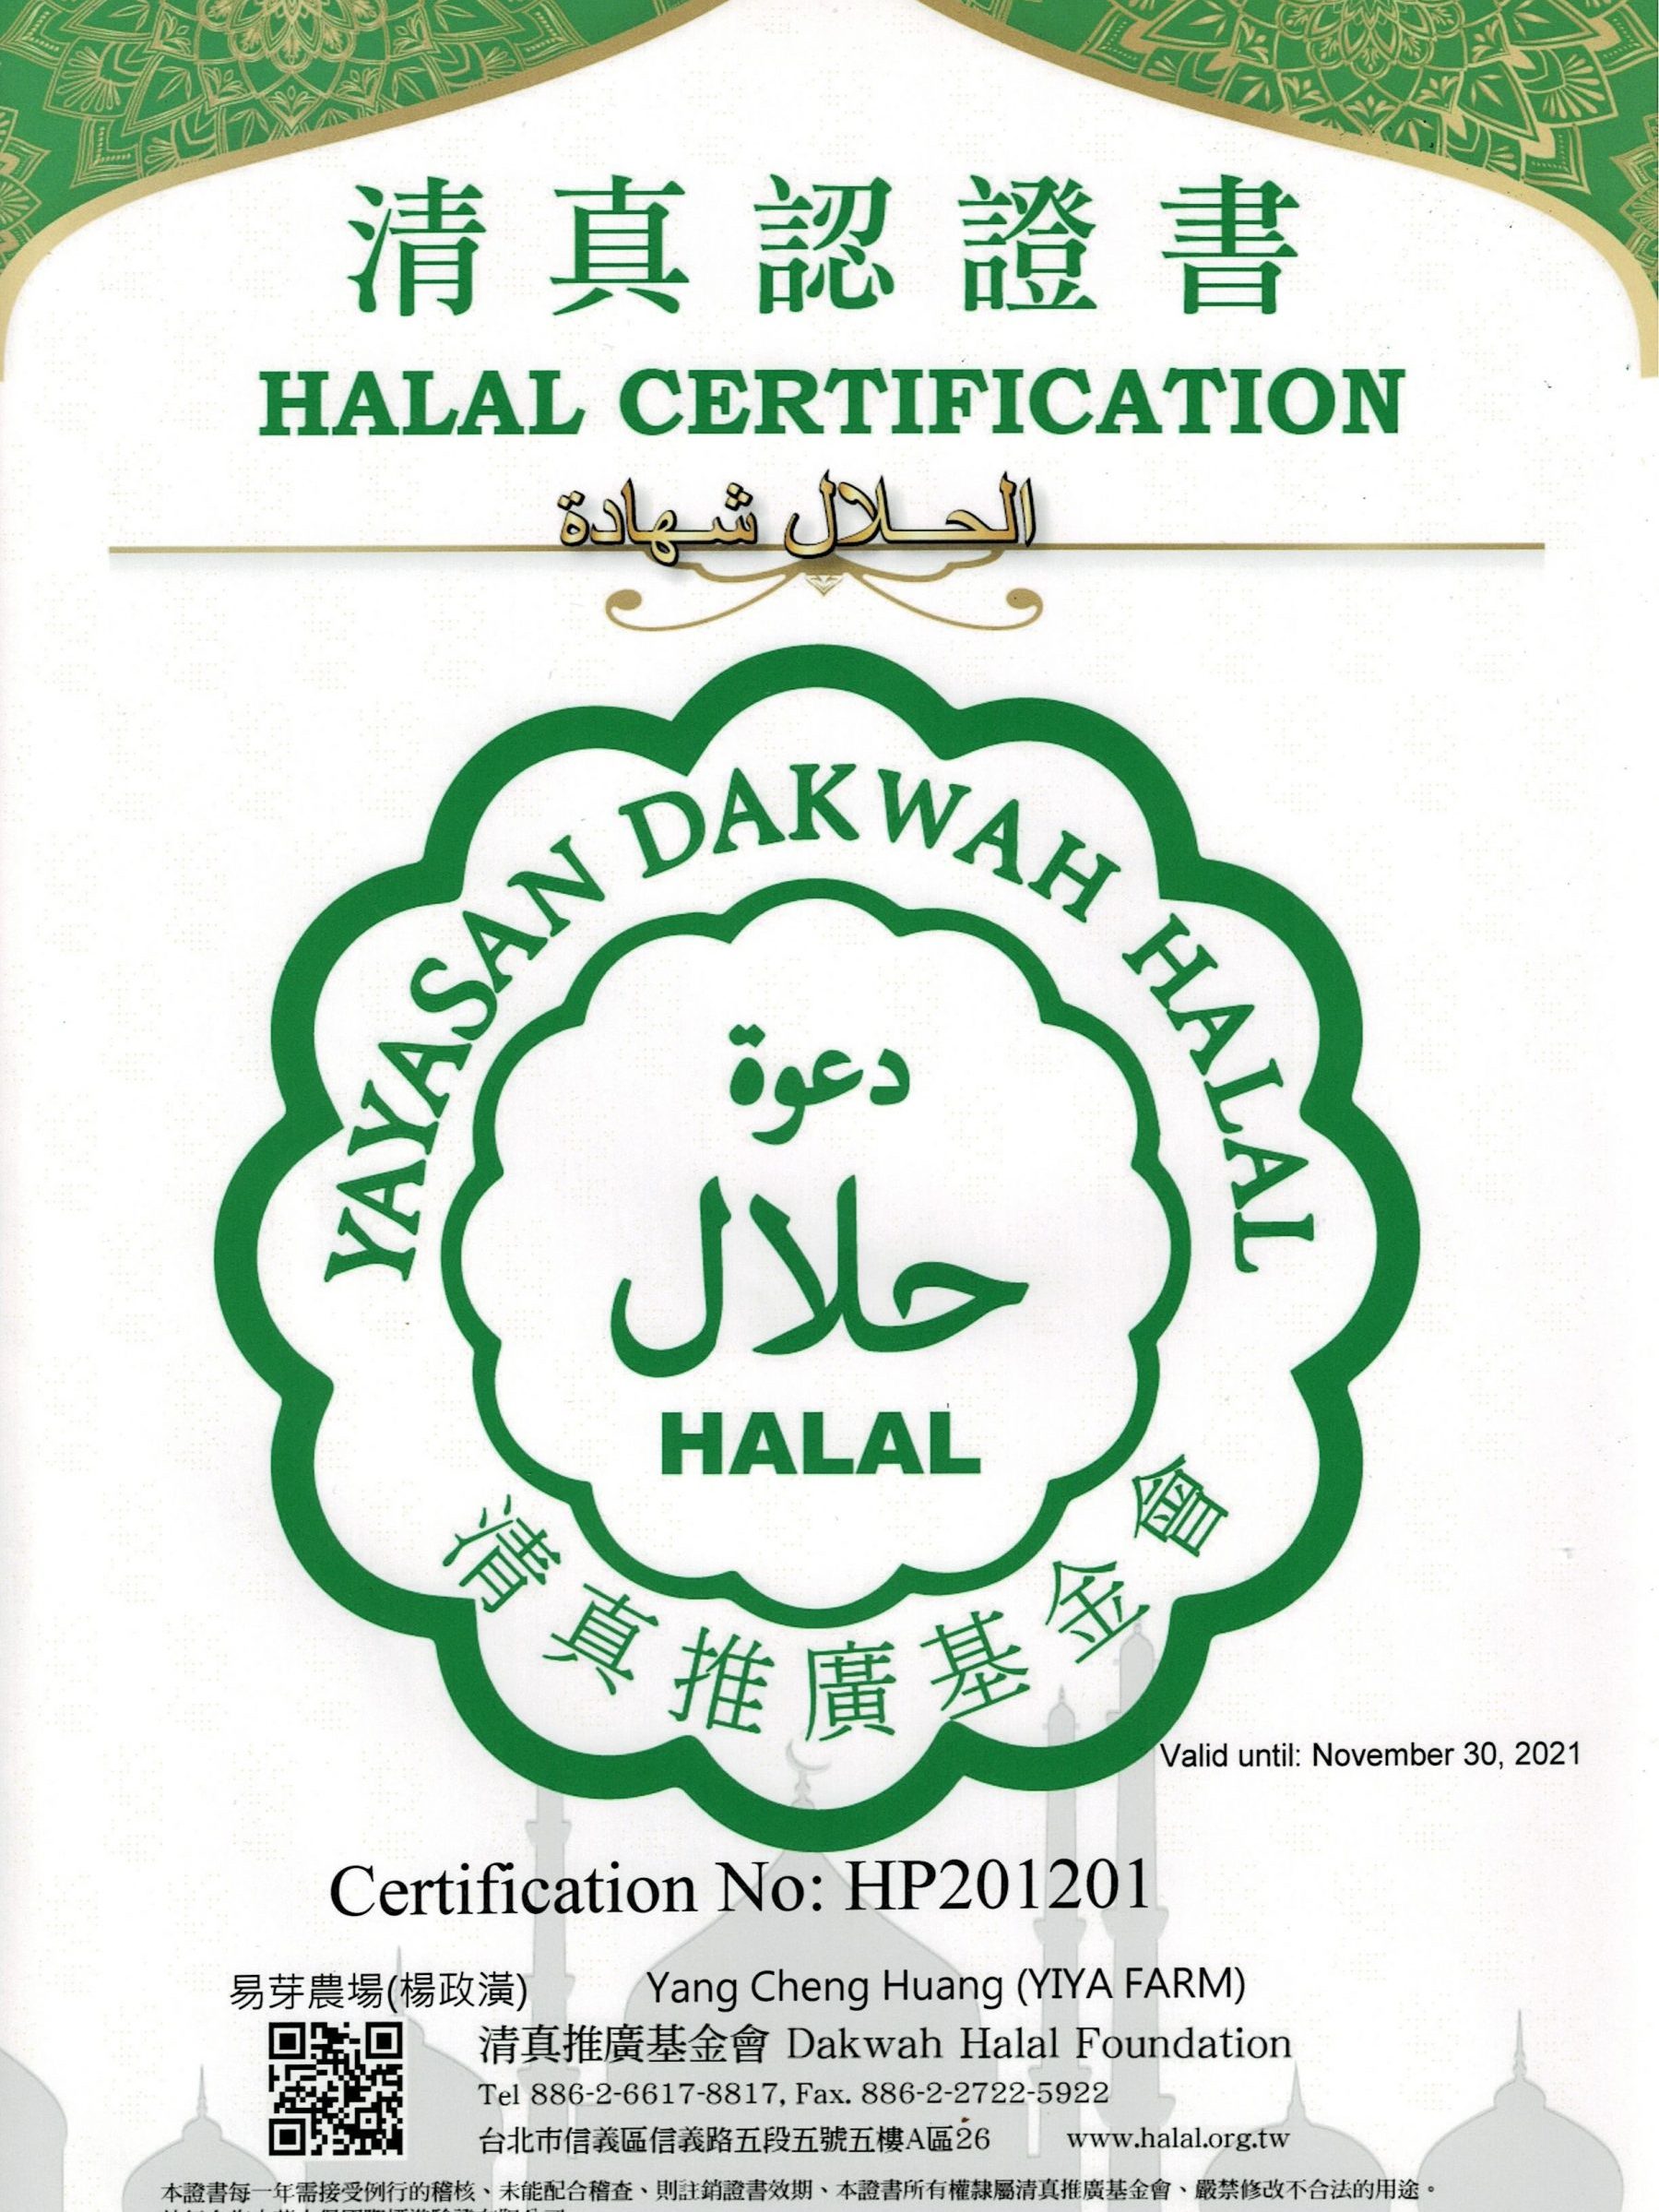 清真認證書
HALAL CERTIFICATION
الحلال شهادة
YAYASAN DAKWAH HALAL
دعوة
حلال
HALAL
清真推廣基金會
Valid until: November 30, 2021
Certification No: HP201201
易芽農場(楊政潢) Yang Cheng Huang (YIYA FARM)
清真推廣基金會 Dakwah Halal Foundation
Tel 886-2-6617-8817, Fax. 886-2-2722-5922
台北市信義區信義路五段五號五樓A區26 www.halal.org.tw
本證書每一年需接受例行的稽核、未能配合稽查、則註銷證書效期、本證書所有權隸屬清真推廣基金會、嚴禁修改不合法的用途。